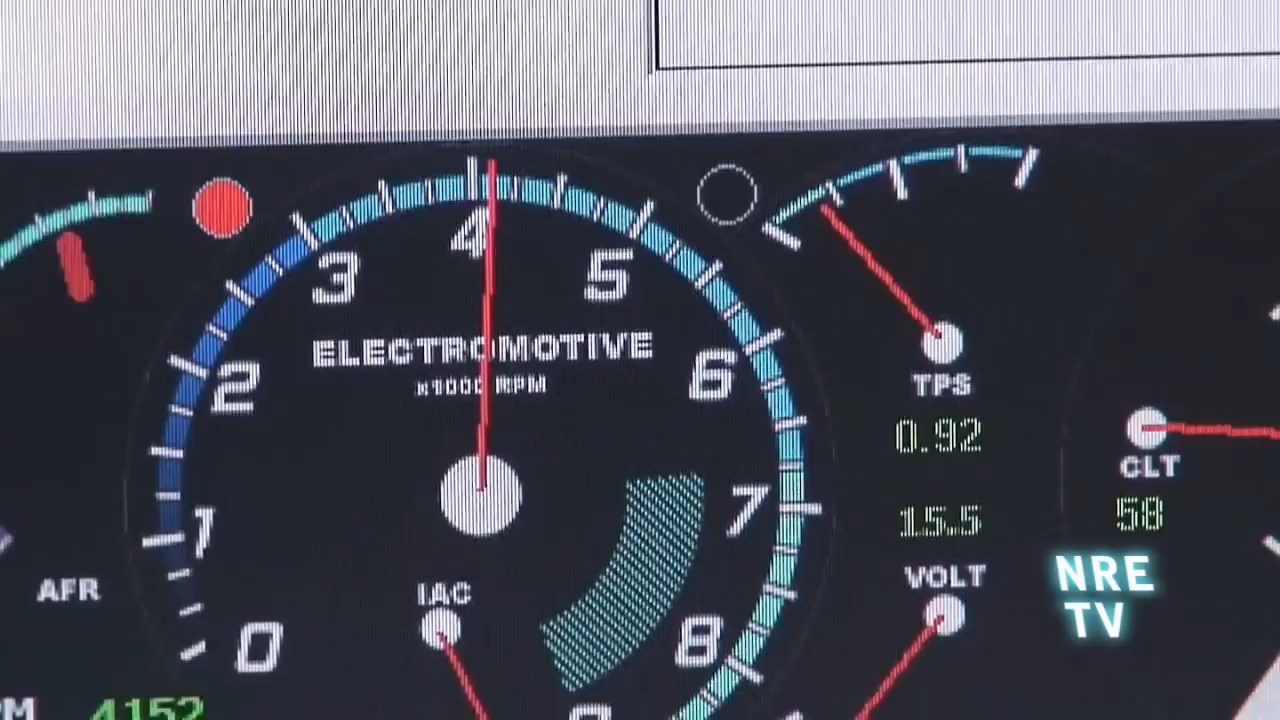 4
3
5
ELECTROMOTIVE
x1000 RPM
2
6
TPS
0.92
CLT
1
7
15.5
58
AFR
IAC
VOLT
NRE
TV
0
8
4152